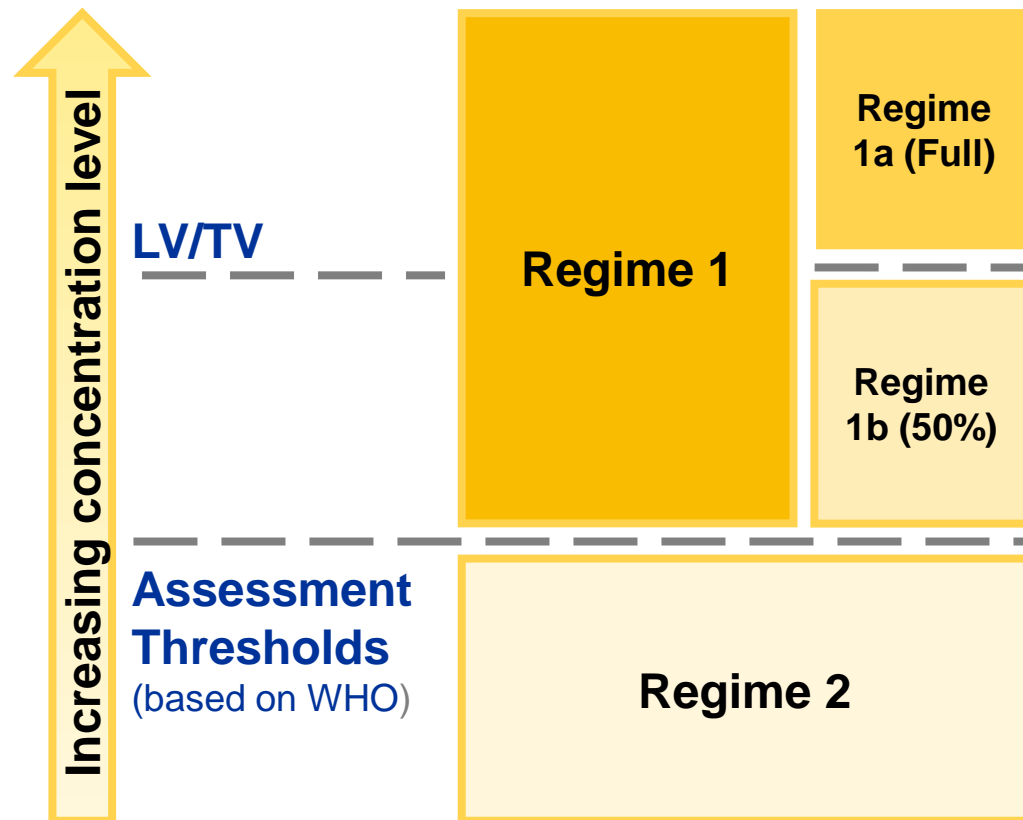 Increasing concentration level
LV/TV
Regime 1
Regime
1a (Full)
Regime
1b (50%)
Assessment
Thresholds
(based on WHO)
Regime 2